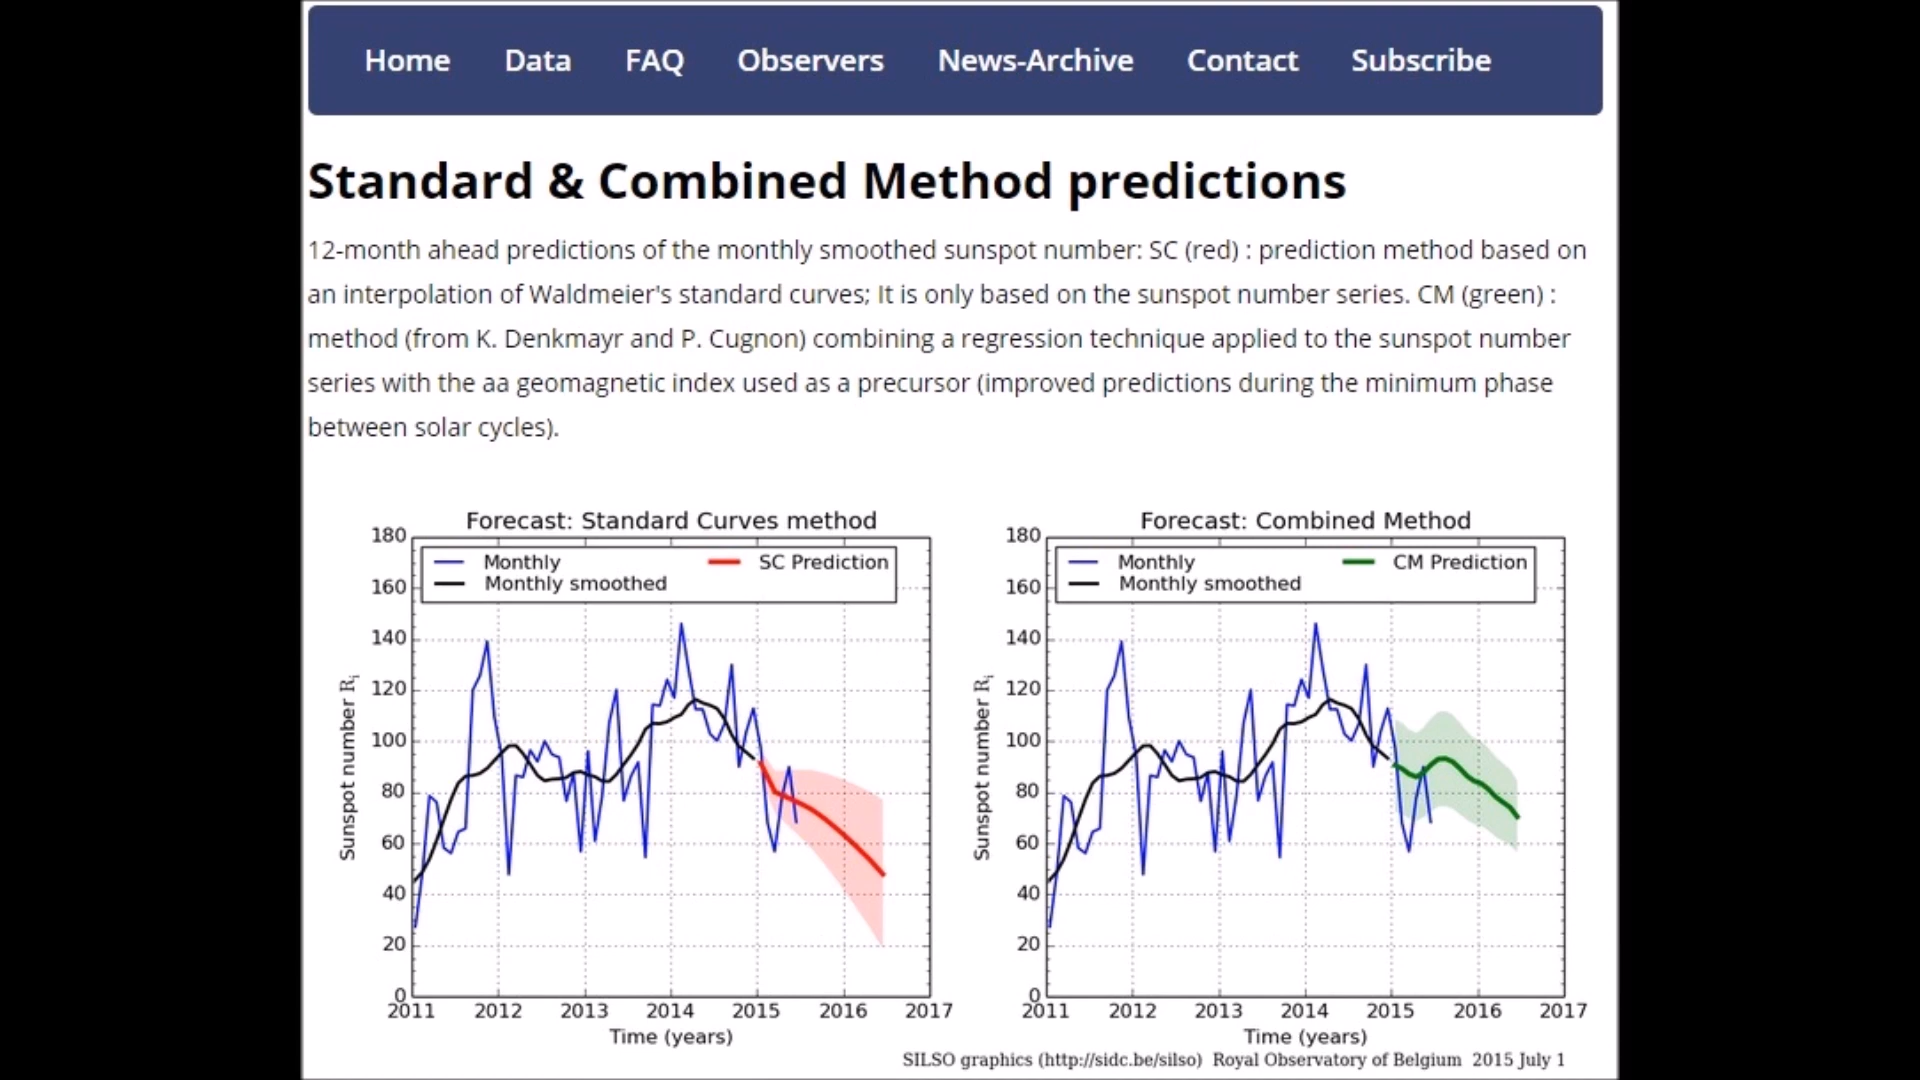 Home Data FAQ Observers News-Archive Contact Subscribe
Standard & Combined Method predictions
12-month ahead predictions of the monthly smoothed sunspot number: SC (red) : prediction method based on
an interpolation of Waldmeier's standard curves; It is only based on the sunspot number series. CM (green) :
method (from K. Denkmayr and P. Cugnon) combining a regression technique applied to the sunspot number
series with the aa geomagnetic index used as a precursor (improved predictions during the minimum phase
between solar cycles).
Forecast: Standard Curves method
Monthly
Monthly smoothed
SC Prediction
Sunspot number Ri
180
160
140
120
100
80
60
40
20
0
2011 2012 2013 2014 2015 2016 2017
Time (years)
Forecast: Combined Method
Monthly
Monthly smoothed
CM Prediction
Sunspot number Ri
180
160
140
120
100
80
60
40
20
0
2011 2012 2013 2014 2015 2016 2017
Time (years)
SILSO graphics (http://sidc.be/silso) Royal Observatory of Belgium 2015 July 1